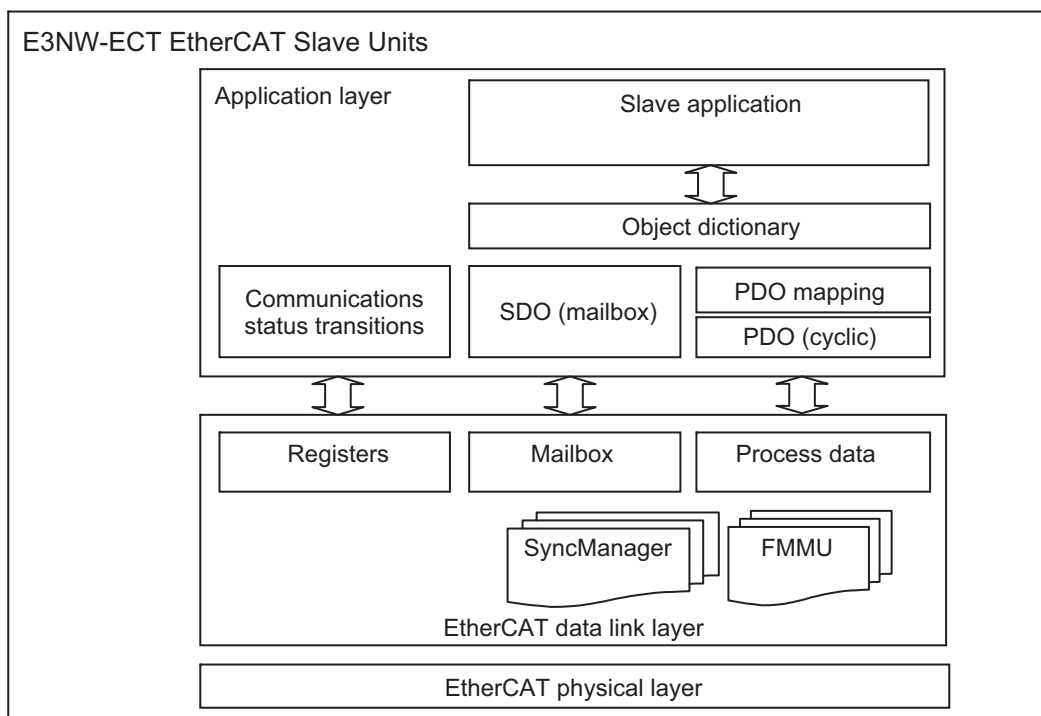 E3NW-ECT EtherCAT Slave Units
Application layer
Slave application
Object dictionary
Communications
status transitions
SDO (mailbox)
PDO mapping
PDO (cyclic)
Registers
Mailbox
Process data
SyncManager
FMMU
EtherCAT data link layer
EtherCAT physical layer